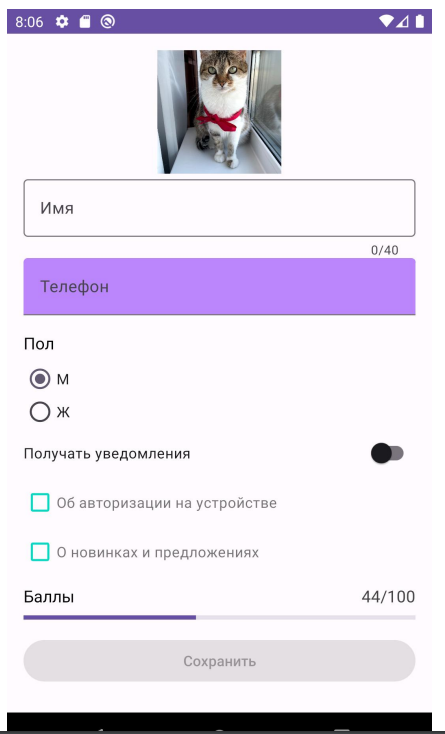 8:06
Имя
0/40
Телефон
Пол
М
Ж
Получать уведомления
Об авторизации на устройстве
О новинках и предложениях
Баллы 44/100
Сохранить